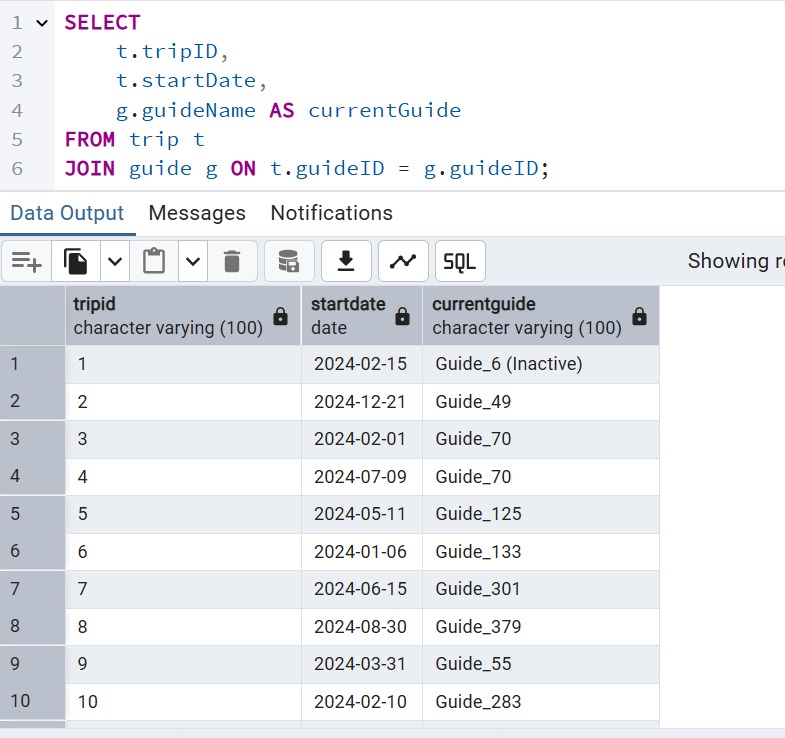 1 SELECT
2 t.tripID,
3 t.startDate,
4 g.guideName AS currentGuide
5 FROM trip t
6 JOIN guide g ON t.guideID = g.guideID;
Data Output Messages Notifications
SQL Showing r
tripid startdate currentguide
character varying (100) date character varying (100)
1 1 2024-02-15 Guide_6 (Inactive)
2 2 2024-12-21 Guide_49
3 3 2024-02-01 Guide_70
4 4 2024-07-09 Guide_70
5 5 2024-05-11 Guide_125
6 6 2024-01-06 Guide_133
7 7 2024-06-15 Guide_301
8 8 2024-08-30 Guide_379
9 9 2024-03-31 Guide_55
10 10 2024-02-10 Guide_283